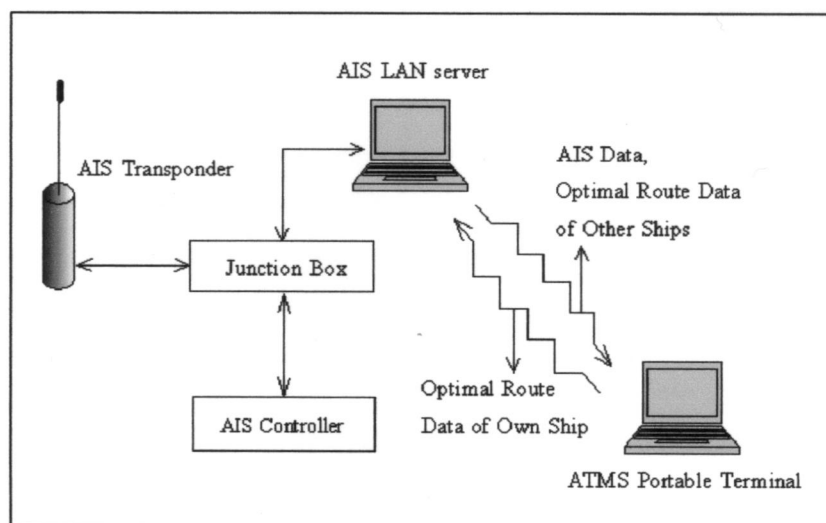 AIS LAN server
AIS Transponder
AIS Data,
Optimal Route Data
of Other Ships
Junction Box
AIS Controller
Optimal Route
Data of Own Ship
ATMS Portable Terminal